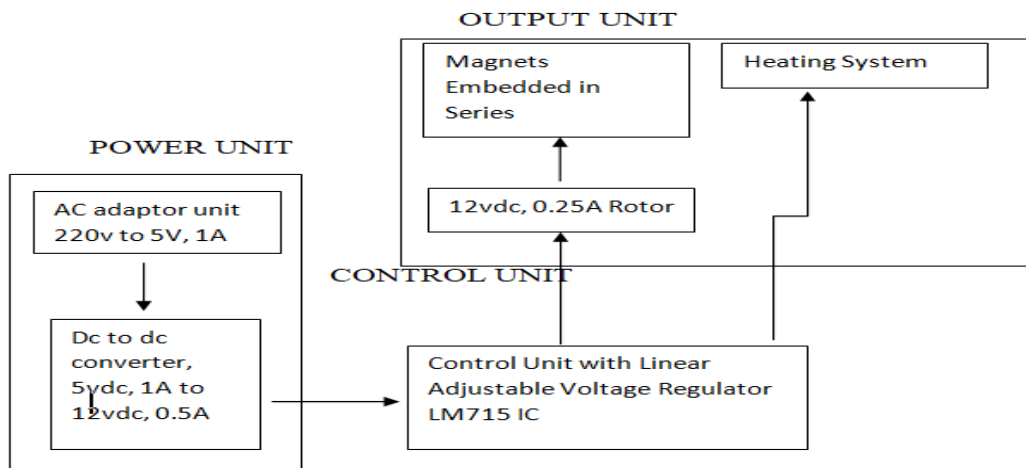 OUTPUT UNIT
Magnets
Embedded in
Series
Heating System
POWER UNIT
AC adaptor unit
220v to 5V, 1A
12vdc, 0.25A Rotor
CONTROL UNIT
Dc to dc
converter,
5vdc, 1A to
12vdc, 0.5A
Control Unit with Linear
Adjustable Voltage Regulator
LM715 IC